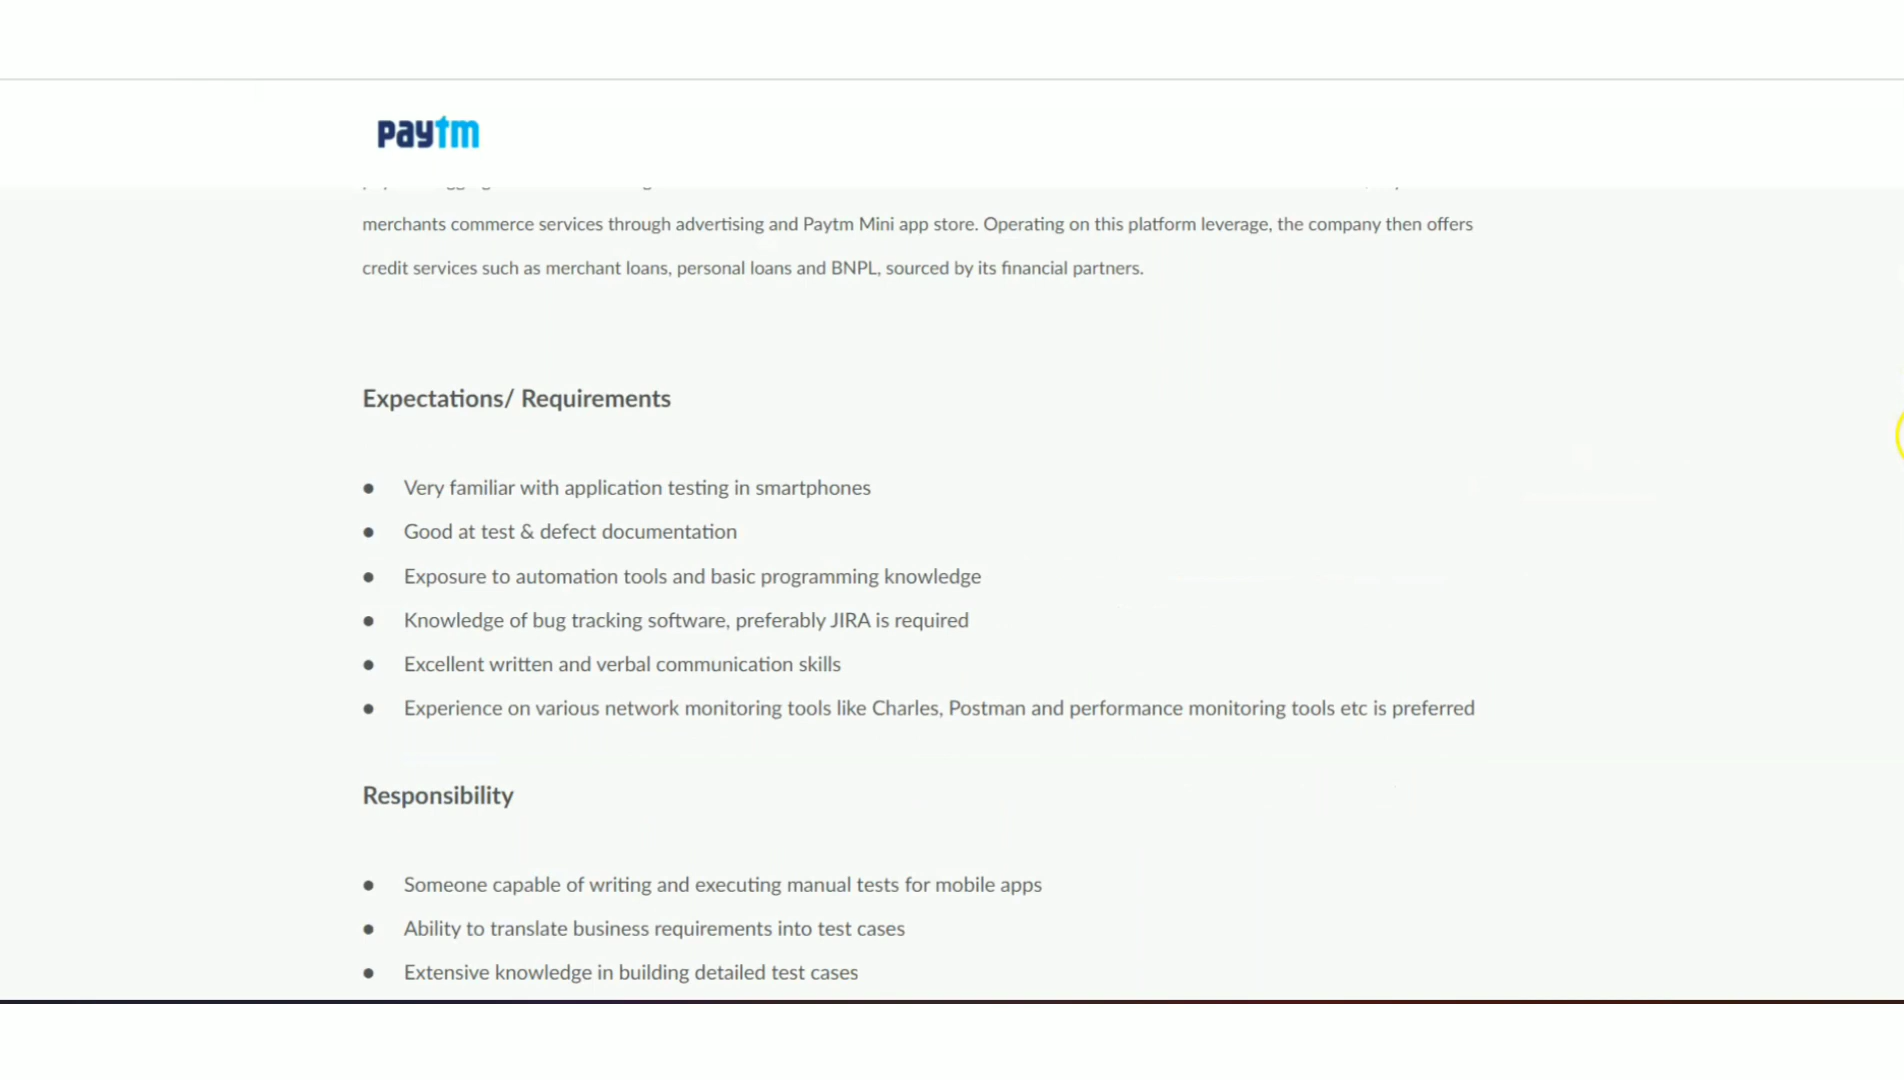 paytm
merchants commerce services through advertising and Paytm Mini app store. Operating on this platform leverage, the company then offers
credit services such as merchant loans, personal loans and BNPL, sourced by its financial partners.
Expectations/ Requirements
● Very familiar with application testing in smartphones
● Good at test & defect documentation
● Exposure to automation tools and basic programming knowledge
● Knowledge of bug tracking software, preferably JIRA is required
● Excellent written and verbal communication skills
● Experience on various network monitoring tools like Charles, Postman and performance monitoring tools etc is preferred
Responsibility
● Someone capable of writing and executing manual tests for mobile apps
● Ability to translate business requirements into test cases
● Extensive knowledge in building detailed test cases